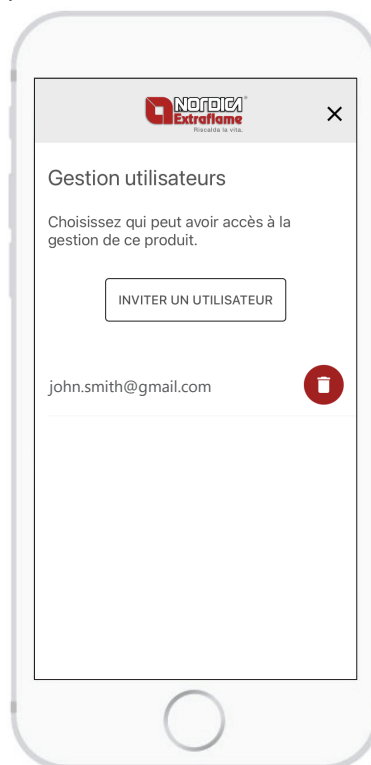 NORDICA
Extraflame
Riscalda la vita.
Gestion utilisateurs
Choisissez qui peut avoir accès à la
gestion de ce produit.
INVITER UN UTILISATEUR
john.smith@gmail.com